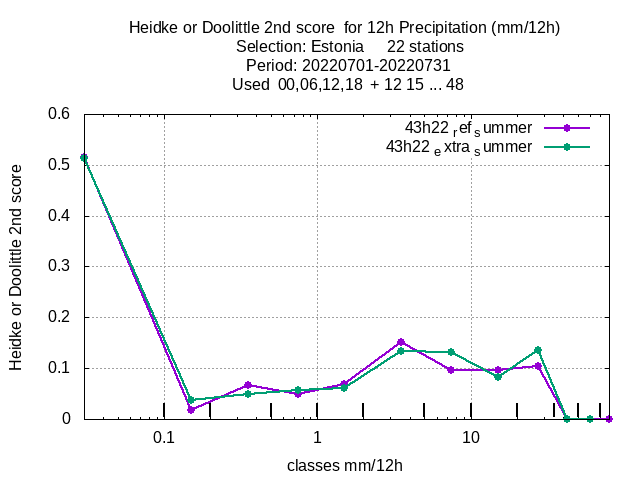 Heidke or Doolittle 2nd score  for 12h Precipitation (mm/12h)
Selection: Estonia     22 stations
Period: 20220701-20220731
Used  00,06,12,18  + 12 15 ... 48
43h22 ref summer
43h22 extra summer
0.6
0.5
0.4
0.3
0.2
0.1
0
Heidke or Doolittle 2nd score
0.1 1 10
classes mm/12h